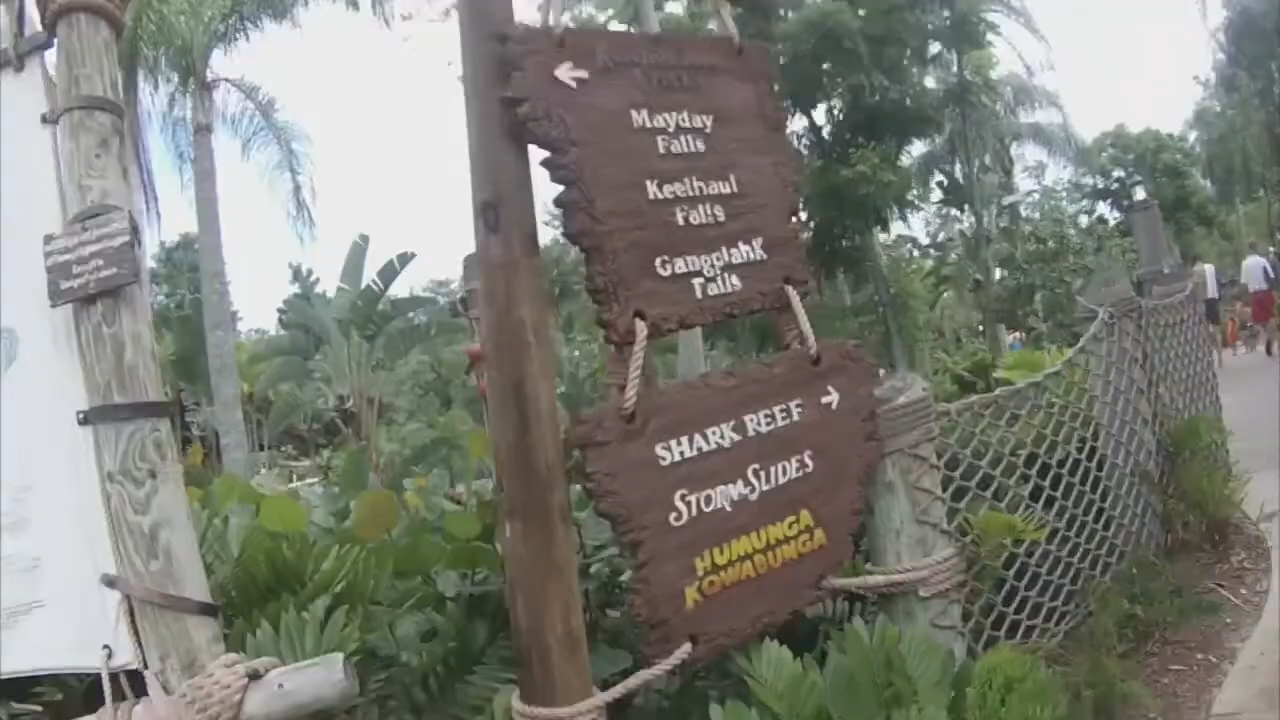 Mayday
Falls
Keelhaul
Falls
Gangplank
Falls
SHARK REEF
STORM SLIDES
HUMUNGA
KOWABUNGA